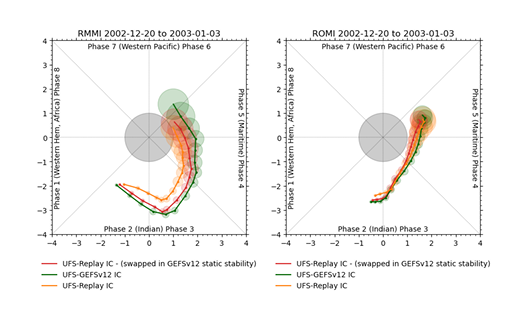 RMMI 2002-12-20 to 2003-01-03
Phase 7 (Western Pacific) Phase 6
Phase 1 (Western Hem, Africa) Phase 8
Phase 5 (Maritime) Phase 4
Phase 2 (Indian) Phase 3
4
3
2
1
0
−1
−2
−3
−4
−4 −3 −2 −1 0 1 2 3 4
UFS-Replay IC - (swapped in GEFSv12 static stability)
UFS-GEFSv12 IC
UFS-Replay IC
ROMI 2002-12-20 to 2003-01-03
Phase 7 (Western Pacific) Phase 6
Phase 1 (Western Hem, Africa) Phase 8
Phase 5 (Maritime) Phase 4
Phase 2 (Indian) Phase 3
4
3
2
1
0
−1
−2
−3
−4
−4 −3 −2 −1 0 1 2 3 4
UFS-Replay IC - (swapped in GEFSv12 static stability)
UFS-GEFSv12 IC
UFS-Replay IC